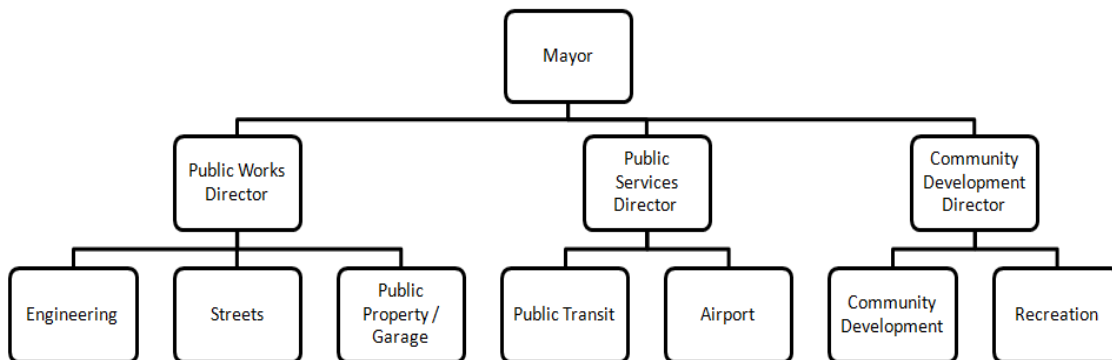 Mayor
Public Works
Director
Public
Services
Director
Community
Development
Director
Engineering
Streets
Public
Property /
Garage
Public Transit
Airport
Community
Development
Recreation